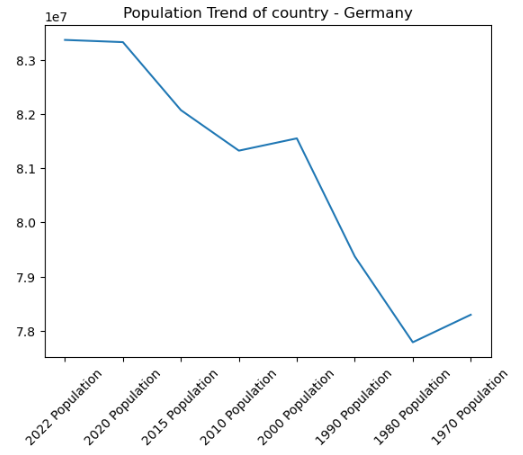 Population Trend of country - Germany
1e7
8.3
8.2
8.1
8.0
7.9
7.8
2022 Population
2020 Population
2015 Population
2010 Population
2000 Population
1990 Population
1980 Population
1970 Population